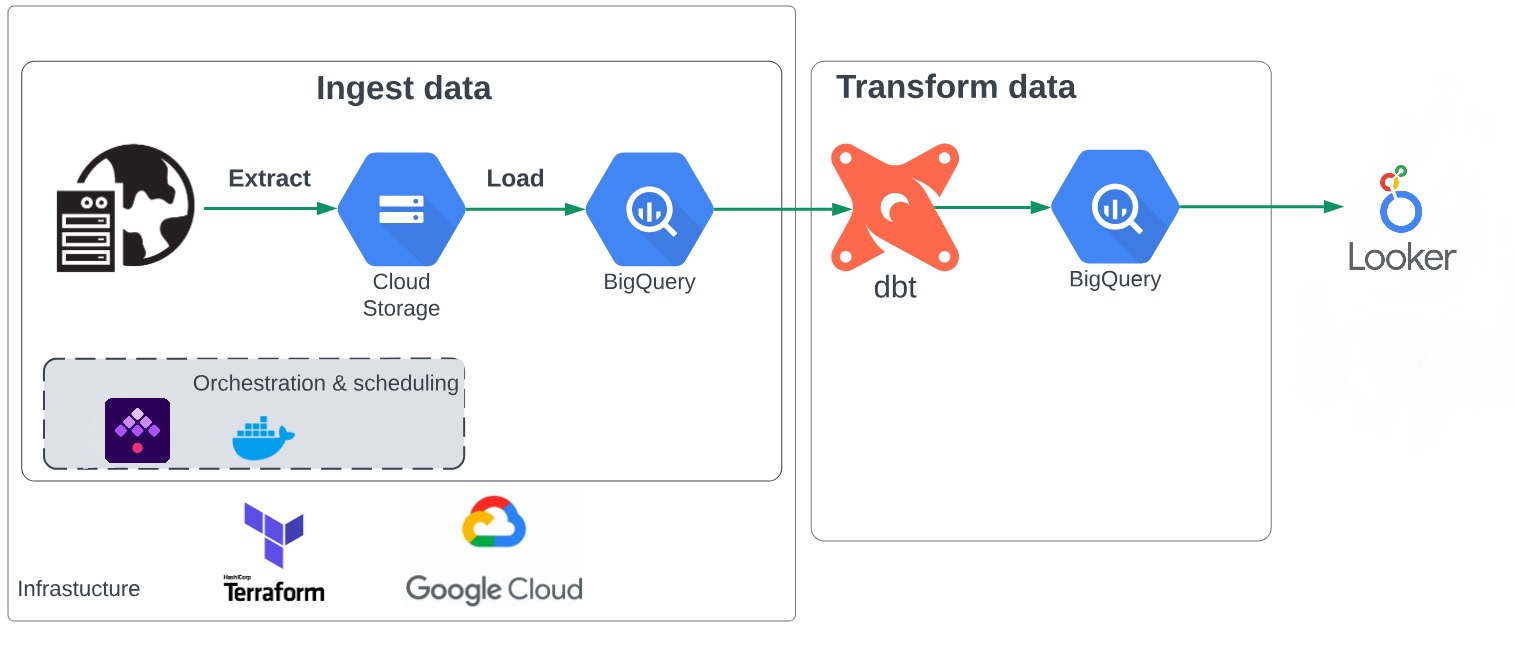 Ingest data
Transform data
Extract
Load
Cloud
Storage
BigQuery
dbt
BigQuery
Looker
Orchestration & scheduling
Infrastucture
HashiCorp
Terraform
Google Cloud